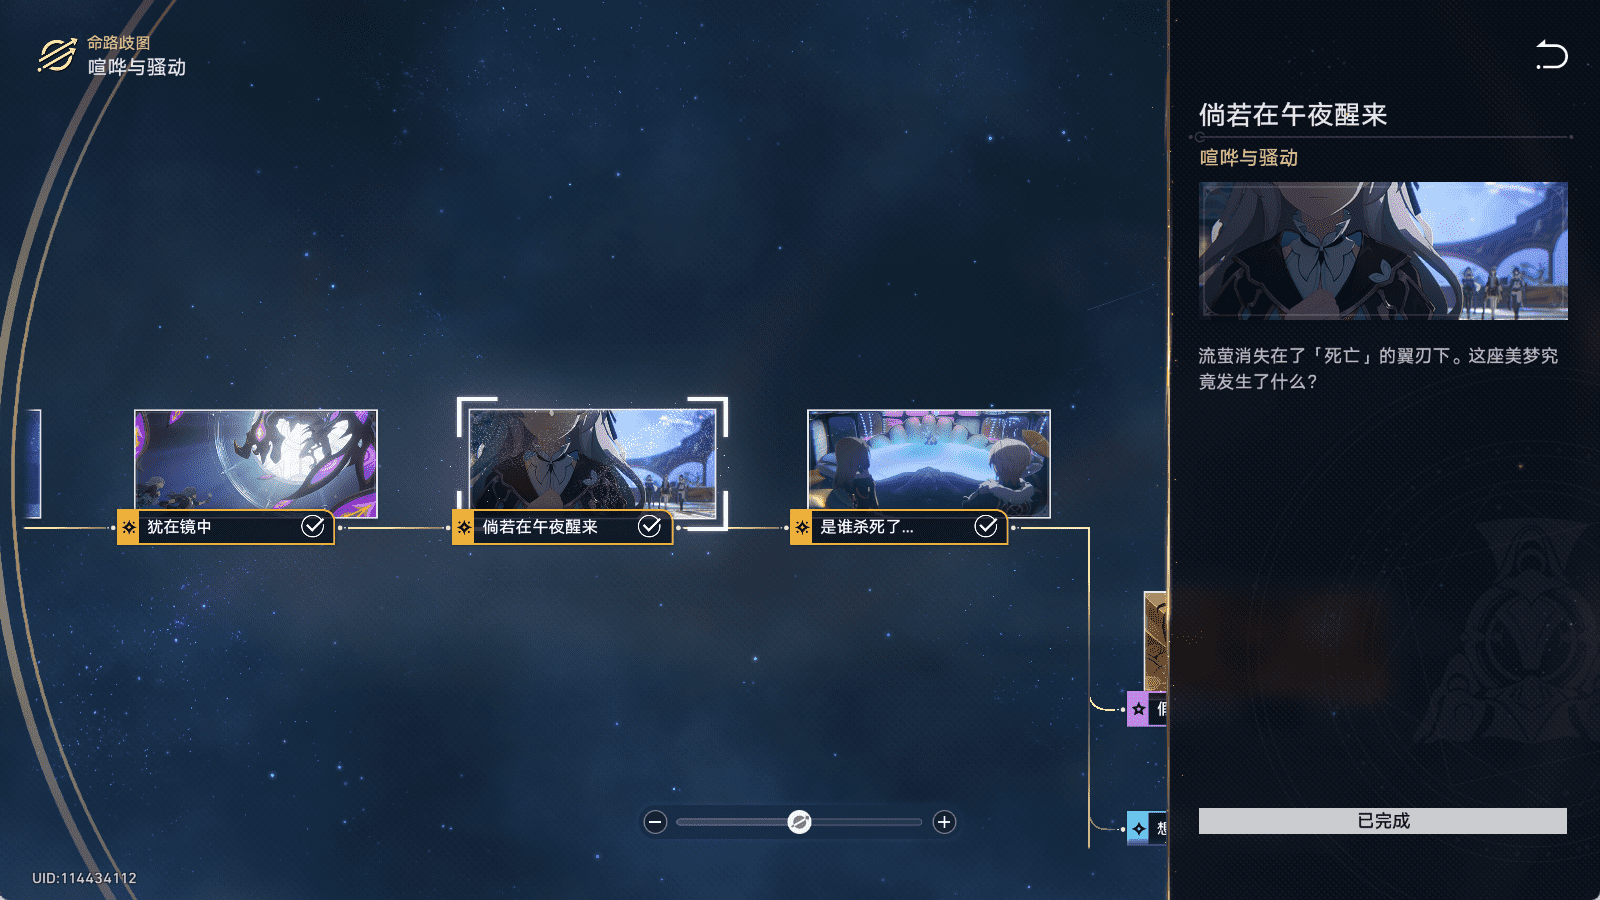 命路歧图
喧哗与骚动
倘若在午夜醒来
喧哗与骚动
流萤消失在了「死亡」的翼刃下。这座美梦究
竟发生了什么？
犹在镜中
倘若在午夜醒来
是谁杀死了...
已完成
UID:114434112